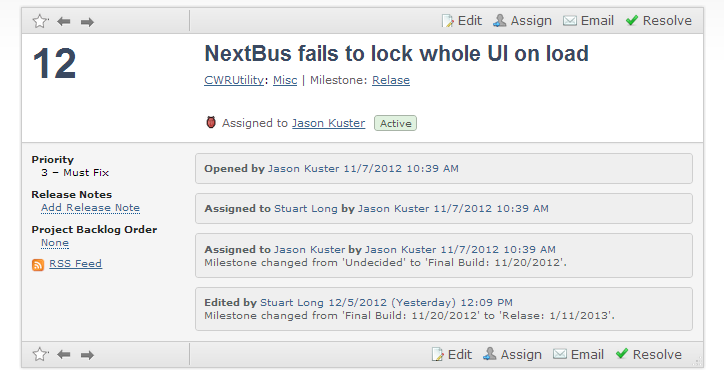 Edit Assign Email Resolve
12
NextBus fails to lock whole UI on load
CWRUtility: Misc | Milestone: Relase
Assigned to Jason Kuster Active
Priority
3 – Must Fix
Release Notes
Add Release Note
Project Backlog Order
None
RSS Feed
Opened by Jason Kuster 11/7/2012 10:39 AM
Assigned to Stuart Long by Jason Kuster 11/7/2012 10:39 AM
Assigned to Jason Kuster by Jason Kuster 11/7/2012 10:39 AM
Milestone changed from 'Undecided' to 'Final Build: 11/20/2012'.
Edited by Stuart Long 12/5/2012 (Yesterday) 12:09 PM
Milestone changed from 'Final Build: 11/20/2012' to 'Relase: 1/11/2013'.
Edit Assign Email Resolve